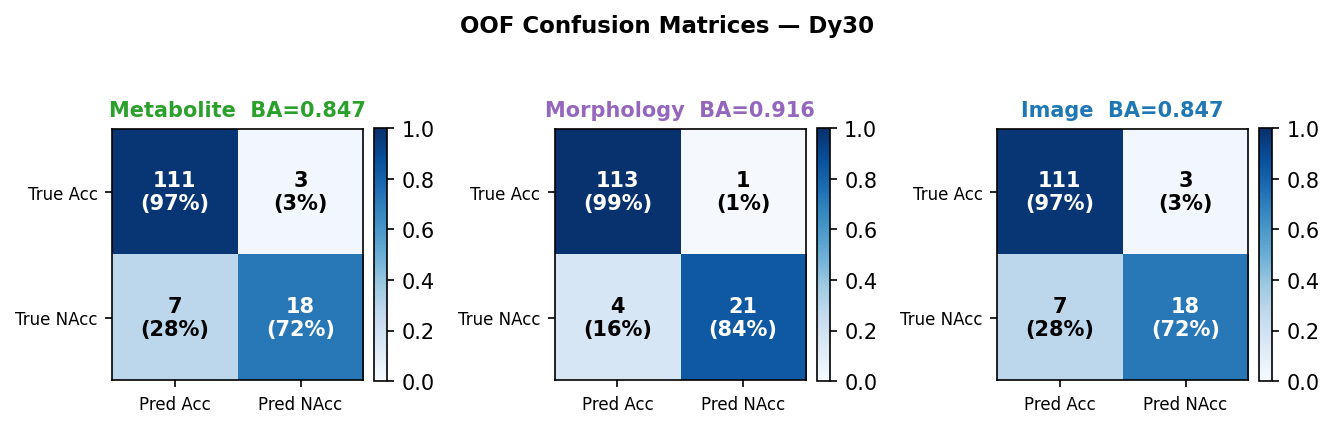 OOF Confusion Matrices — Dy30
Metabolite  BA=0.847
True Acc
True NAcc
111
(97%)
3
(3%)
7
(28%)
18
(72%)
Pred Acc
Pred NAcc
1.0
0.8
0.6
0.4
0.2
0.0
Morphology  BA=0.916
True Acc
True NAcc
113
(99%)
1
(1%)
4
(16%)
21
(84%)
Pred Acc
Pred NAcc
1.0
0.8
0.6
0.4
0.2
0.0
Image  BA=0.847
True Acc
True NAcc
111
(97%)
3
(3%)
7
(28%)
18
(72%)
Pred Acc
Pred NAcc
1.0
0.8
0.6
0.4
0.2
0.0